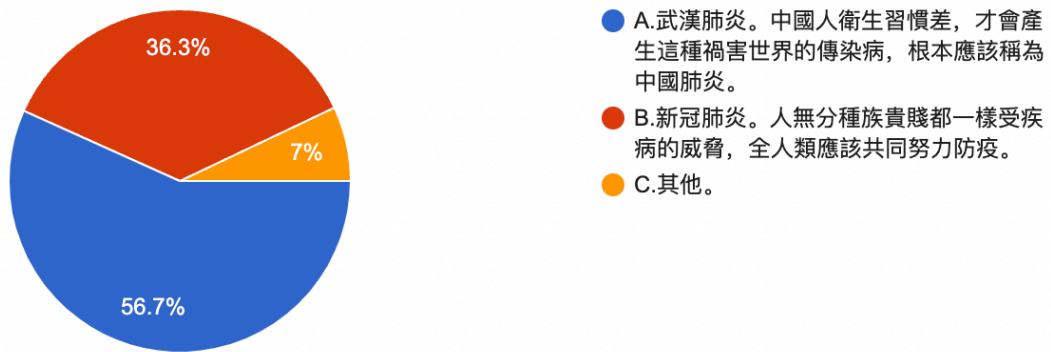 36.3%
7%
56.7%
A.武漢肺炎。中國人衛生習慣差，才會產
生這種禍害世界的傳染病，根本應該稱為
中國肺炎。
B.新冠肺炎。人無分種族貴賤都一樣受疾
病的威脅，全人類應該共同努力防疫。
C.其他。